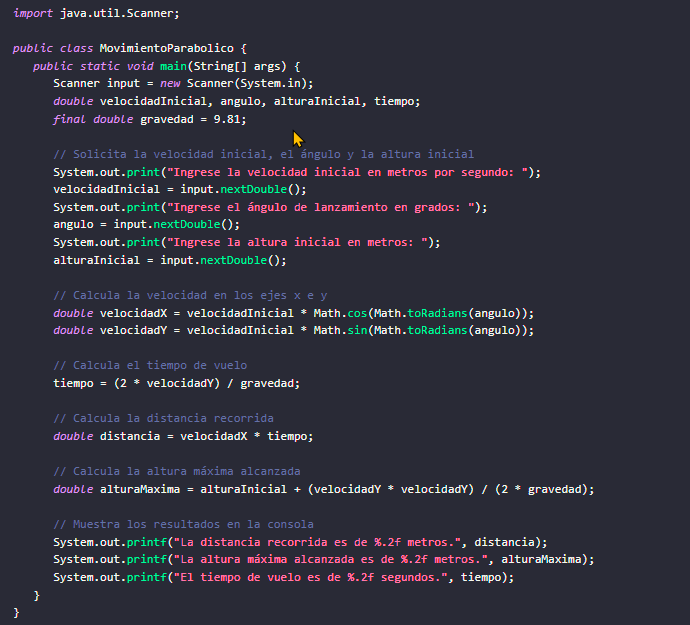 import java.util.Scanner;
public class MovimientoParabolico {
public static void main(String[] args) {
Scanner input = new Scanner(System.in);
double velocidadInicial, angulo, alturaInicial, tiempo;
final double gravedad = 9.81;
// Solicita la velocidad inicial, el ángulo y la altura inicial
System.out.print("Ingrese la velocidad inicial en metros por segundo: ");
velocidadInicial = input.nextDouble();
System.out.print("Ingrese el ángulo de lanzamiento en grados: ");
angulo = input.nextDouble();
System.out.print("Ingrese la altura inicial en metros: ");
alturaInicial = input.nextDouble();
// Calcula la velocidad en los ejes x e y
double velocidadX = velocidadInicial * Math.cos(Math.toRadians(angulo));
double velocidadY = velocidadInicial * Math.sin(Math.toRadians(angulo));
// Calcula el tiempo de vuelo
tiempo = (2 * velocidadY) / gravedad;
// Calcula la distancia recorrida
double distancia = velocidadX * tiempo;
// Calcula la altura máxima alcanzada
double alturaMaxima = alturaInicial + (velocidadY * velocidadY) / (2 * gravedad);
// Muestra los resultados en la consola
System.out.printf("La distancia recorrida es de %.2f metros.", distancia);
System.out.printf("La altura máxima alcanzada es de %.2f metros.", alturaMaxima);
System.out.printf("El tiempo de vuelo es de %.2f segundos.", tiempo);
}
}